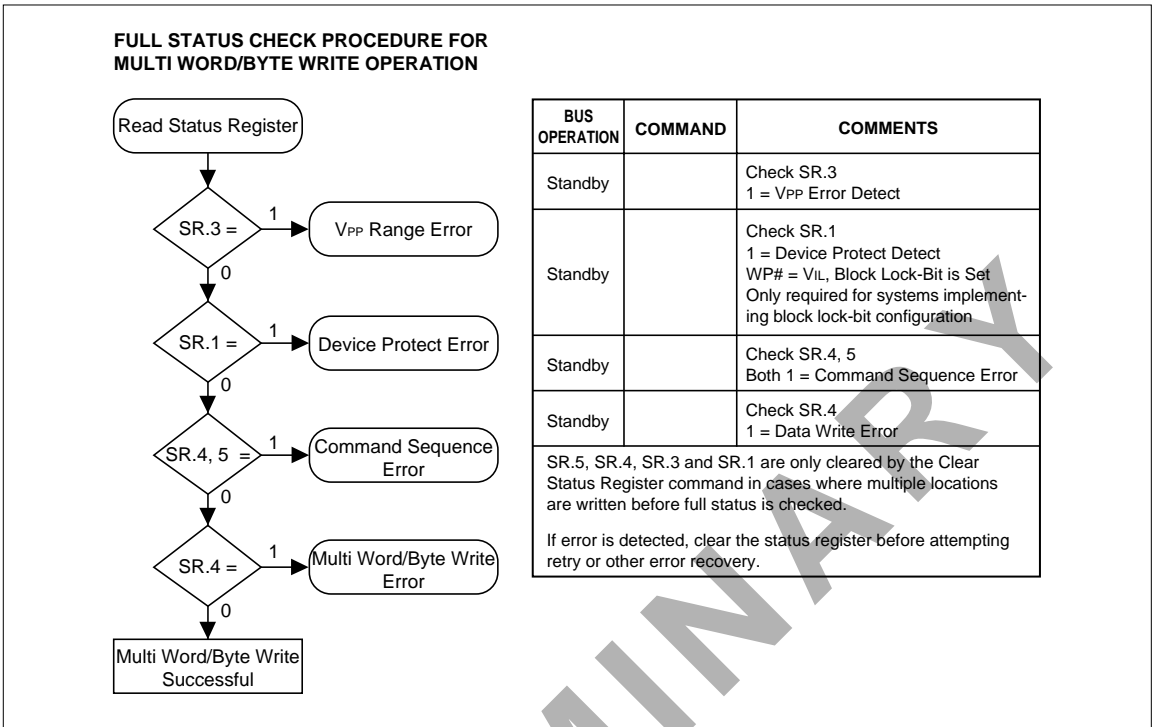 FULL STATUS CHECK PROCEDURE FOR
MULTI WORD/BYTE WRITE OPERATION
Read Status Register
SR.3 =
1
VPP Range Error
0
SR.1 =
1
Device Protect Error
0
SR.4, 5 =
1
Command Sequence
Error
0
SR.4 =
1
Multi Word/Byte Write
Error
0
Multi Word/Byte Write
Successful
BUS
OPERATION
COMMAND
COMMENTS
Standby
Check SR.3
1 = VPP Error Detect
Standby
Check SR.1
1 = Device Protect Detect
WP# = VIL, Block Lock-Bit is Set
Only required for systems implement-
ing block lock-bit configuration
Standby
Check SR.4, 5
Both 1 = Command Sequence Error
Standby
Check SR.4
1 = Data Write Error
SR.5, SR.4, SR.3 and SR.1 are only cleared by the Clear
Status Register command in cases where multiple locations
are written before full status is checked.
If error is detected, clear the status register before attempting
retry or other error recovery.
MINARY